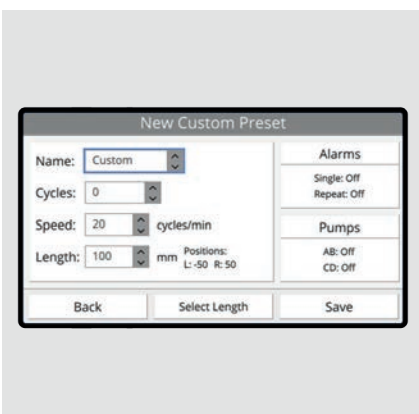 New Custom Preset
Name: Custom
Cycles: 0
Speed: 20 cycles/min
Length: 100 mm Positions:
L: -50 R: 50
Alarms
Single: Off
Repeat: Off
Pumps
AB: Off
CD: Off
Back Select Length Save